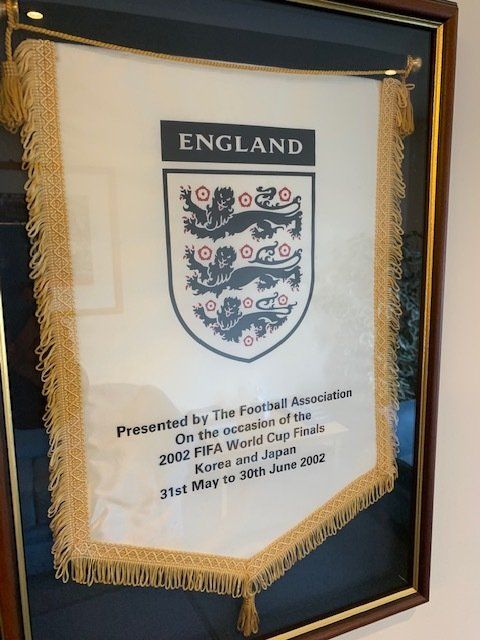 ENGLAND
Presented by The Football Association
On the occasion of the
2002 FIFA World Cup Finals
Korea and Japan
31st May to 30th June 2002